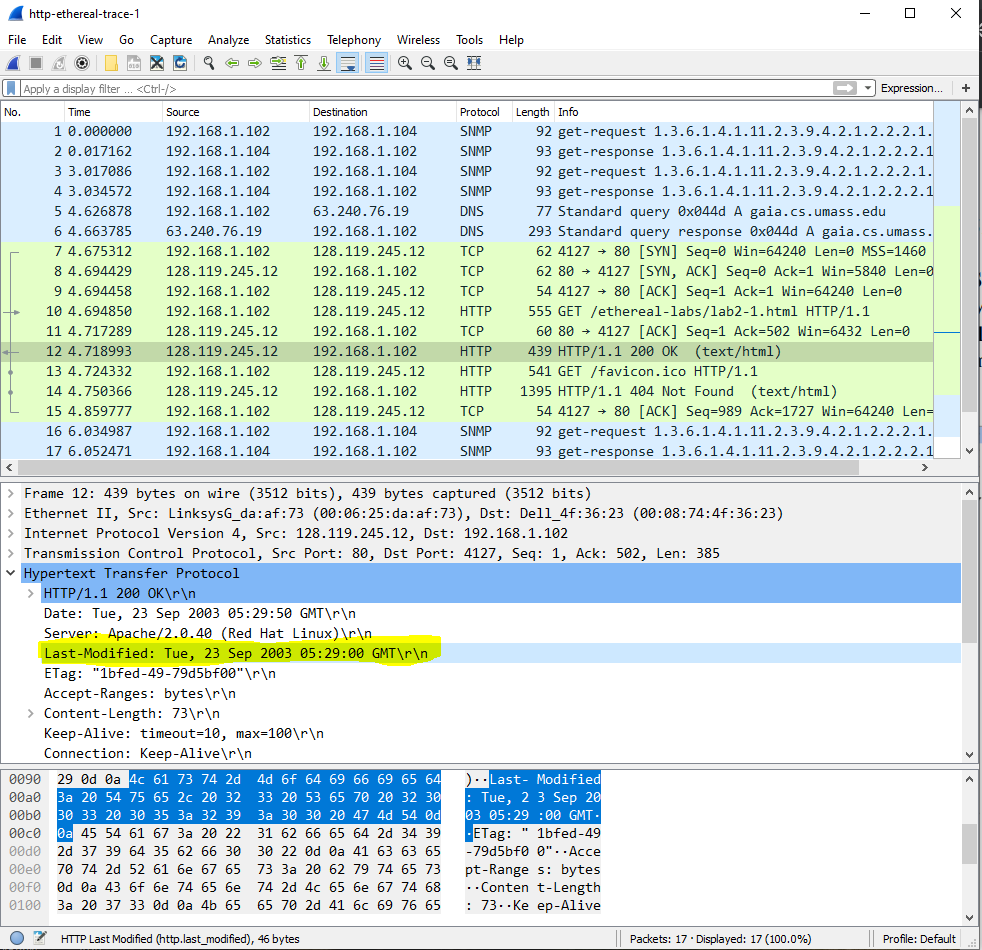 http-ethereal-trace-1
File Edit View Go Capture Analyze Statistics Telephony Wireless Tools Help
Apply a display filter ... <Ctrl-/> Expression... +
No. Time Source Destination Protocol Length Info
1 0.000000 192.168.1.102 192.168.1.104 SNMP 92 get-request 1.3.6.1.4.1.11.2.3.9.4.2.1.2.2.2.1.
2 0.017162 192.168.1.104 192.168.1.102 SNMP 93 get-response 1.3.6.1.4.1.11.2.3.9.4.2.1.2.2.2.1
3 3.017086 192.168.1.102 192.168.1.104 SNMP 92 get-request 1.3.6.1.4.1.11.2.3.9.4.2.1.2.2.2.1.
4 3.034572 192.168.1.104 192.168.1.102 SNMP 93 get-response 1.3.6.1.4.1.11.2.3.9.4.2.1.2.2.2.1
5 4.626878 192.168.1.102 63.240.76.19 DNS 77 Standard query 0x044d A gaia.cs.umass.edu
6 4.663785 63.240.76.19 192.168.1.102 DNS 293 Standard query response 0x044d A gaia.cs.umass.
7 4.675312 192.168.1.102 128.119.245.12 TCP 62 4127 → 80 [SYN] Seq=0 Win=64240 Len=0 MSS=1460
8 4.694429 128.119.245.12 192.168.1.102 TCP 62 80 → 4127 [SYN, ACK] Seq=0 Ack=1 Win=5840 Len=0
9 4.694458 192.168.1.102 128.119.245.12 TCP 54 4127 → 80 [ACK] Seq=1 Ack=1 Win=64240 Len=0
10 4.694850 192.168.1.102 128.119.245.12 HTTP 555 GET /ethereal-labs/lab2-1.html HTTP/1.1
11 4.717289 128.119.245.12 192.168.1.102 TCP 60 80 → 4127 [ACK] Seq=1 Ack=502 Win=6432 Len=0
12 4.718993 128.119.245.12 192.168.1.102 HTTP 439 HTTP/1.1 200 OK (text/html)
13 4.724332 192.168.1.102 128.119.245.12 HTTP 541 GET /favicon.ico HTTP/1.1
14 4.750366 128.119.245.12 192.168.1.102 HTTP 1395 HTTP/1.1 404 Not Found (text/html)
15 4.859777 192.168.1.102 128.119.245.12 TCP 54 4127 → 80 [ACK] Seq=989 Ack=1727 Win=64240 Len=
16 6.034987 192.168.1.102 192.168.1.104 SNMP 92 get-request 1.3.6.1.4.1.11.2.3.9.4.2.1.2.2.2.1.
17 6.052471 192.168.1.104 192.168.1.102 SNMP 93 get-response 1.3.6.1.4.1.11.2.3.9.4.2.1.2.2.2.1
Frame 12: 439 bytes on wire (3512 bits), 439 bytes captured (3512 bits)
Ethernet II, Src: LinksysG_da:af:73 (00:06:25:da:af:73), Dst: Dell_4f:36:23 (00:08:74:4f:36:23)
Internet Protocol Version 4, Src: 128.119.245.12, Dst: 192.168.1.102
Transmission Control Protocol, Src Port: 80, Dst Port: 4127, Seq: 1, Ack: 502, Len: 385
Hypertext Transfer Protocol
HTTP/1.1 200 OK\r\n
Date: Tue, 23 Sep 2003 05:29:50 GMT\r\n
Server: Apache/2.0.40 (Red Hat Linux)\r\n
Last-Modified: Tue, 23 Sep 2003 05:29:00 GMT\r\n
ETag: "1bfed-49-79d5bf00"\r\n
Accept-Ranges: bytes\r\n
Content-Length: 73\r\n
Keep-Alive: timeout=10, max=100\r\n
Connection: Keep-Alive\r\n
0090 29 0d 0a 4c 61 73 74 2d 4d 6f 64 69 66 69 65 64 )··Last- Modified
00a0 3a 20 54 75 65 2c 20 32 33 20 53 65 70 20 32 30 : Tue, 2 3 Sep 20
00b0 30 33 20 30 35 3a 32 39 3a 30 30 20 47 4d 54 0d 03 05:29 :00 GMT·
00c0 0a 45 54 61 67 3a 20 22 31 62 66 65 64 2d 34 39 ·ETag: " 1bfed-49
00d0 2d 37 39 64 35 62 66 30 30 22 0d 0a 41 63 63 65 -79d5bf0 0"··Acce
00e0 70 74 2d 52 61 6e 67 65 73 3a 20 62 79 74 65 73 pt-Range s: bytes
00f0 0d 0a 43 6f 6e 74 65 6e 74 2d 4c 65 6e 67 74 68 ··Conten t-Length
0100 3a 20 37 33 0d 0a 4b 65 65 70 2d 41 6c 69 76 65 : 73··Ke ep-Alive
HTTP Last Modified (http.last_modified), 46 bytes Packets: 17 · Displayed: 17 (100.0%) Profile: Default